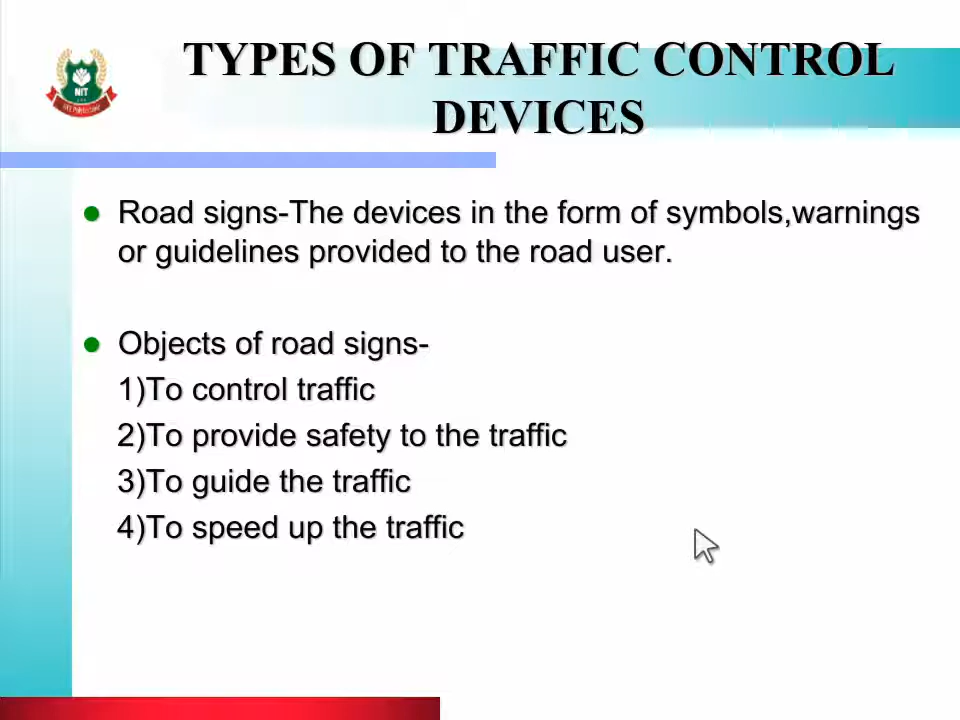 TYPES OF TRAFFIC CONTROL
DEVICES
NIT
Road signs-The devices in the form of symbols,warnings
or guidelines provided to the road user.
Objects of road signs-
1)To control traffic
2)To provide safety to the traffic
3)To guide the traffic
4)To speed up the traffic